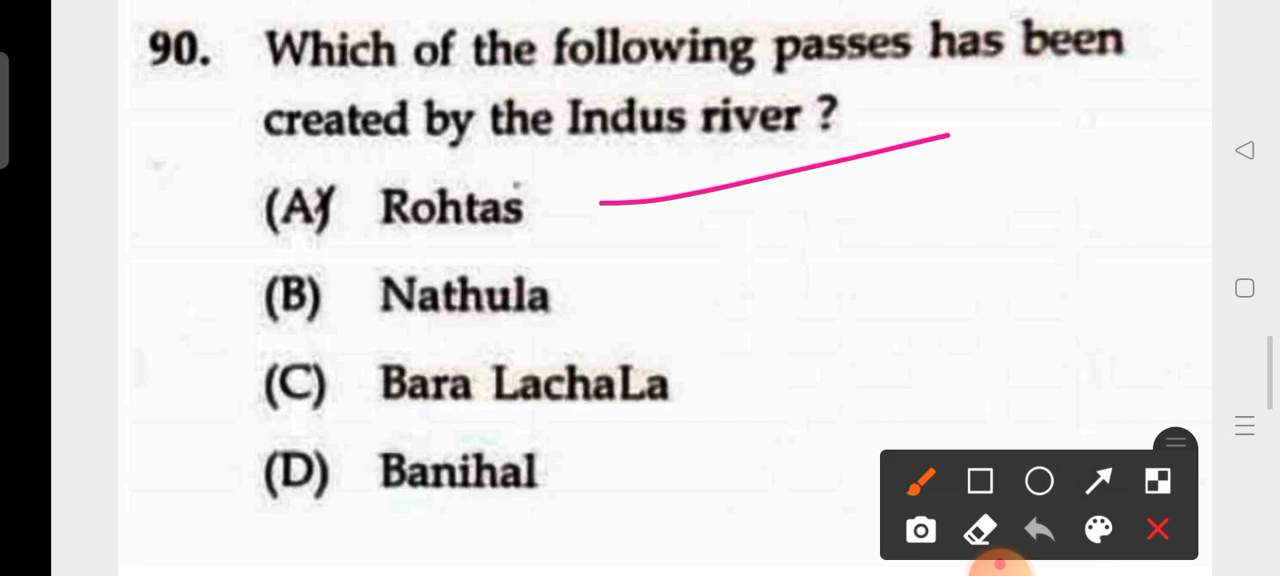 90. Which of the following passes has been
created by the Indus river ?
(A) Rohtas
(B) Nathula
(C) Bara LachaLa
(D) Banihal